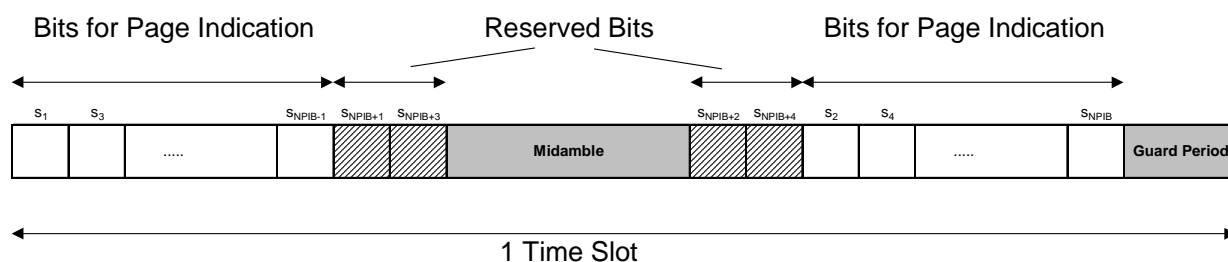 Bits for Page Indication Reserved Bits Bits for Page Indication
s1 s3 sNPIB-1 sNPIB+1 sNPIB+3 sNPIB+2 sNPIB+4 s2 s4 sNPIB
..... Midamble ..... Guard Period
1 Time Slot